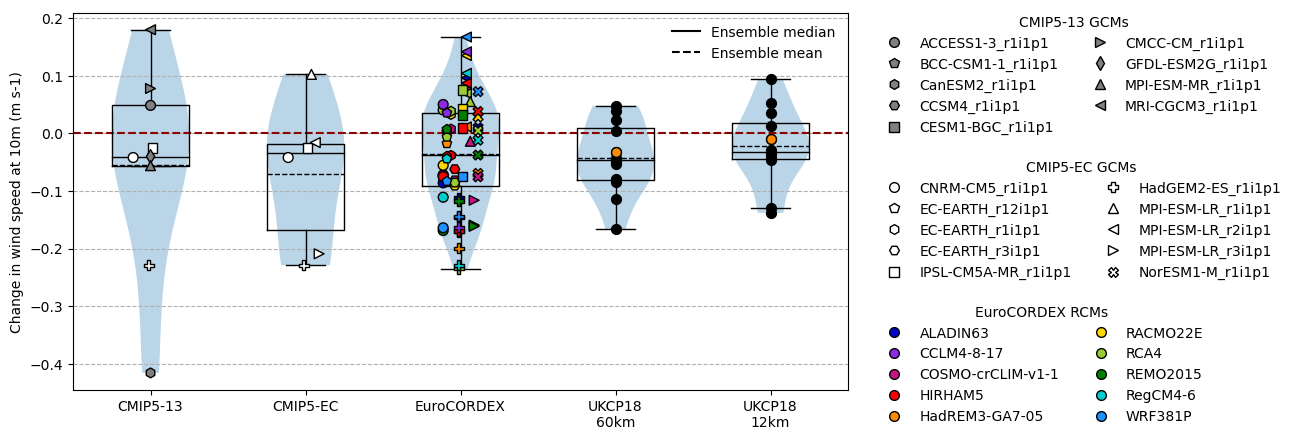 Change in wind speed at 10m (m s-1)
0.2
0.1
0.0
−0.1
−0.2
−0.3
−0.4
Ensemble median
Ensemble mean
CMIP5-13
CMIP5-EC
EuroCORDEX
UKCP18
60km
UKCP18
12km
CMIP5-13 GCMs
ACCESS1-3_r1i1p1
BCC-CSM1-1_r1i1p1
CanESM2_r1i1p1
CCSM4_r1i1p1
CESM1-BGC_r1i1p1
CMCC-CM_r1i1p1
GFDL-ESM2G_r1i1p1
MPI-ESM-MR_r1i1p1
MRI-CGCM3_r1i1p1
CMIP5-EC GCMs
CNRM-CM5_r1i1p1
EC-EARTH_r12i1p1
EC-EARTH_r1i1p1
EC-EARTH_r3i1p1
IPSL-CM5A-MR_r1i1p1
HadGEM2-ES_r1i1p1
MPI-ESM-LR_r1i1p1
MPI-ESM-LR_r2i1p1
MPI-ESM-LR_r3i1p1
NorESM1-M_r1i1p1
EuroCORDEX RCMs
ALADIN63
CCLM4-8-17
COSMO-crCLIM-v1-1
HIRHAM5
HadREM3-GA7-05
RACMO22E
RCA4
REMO2015
RegCM4-6
WRF381P